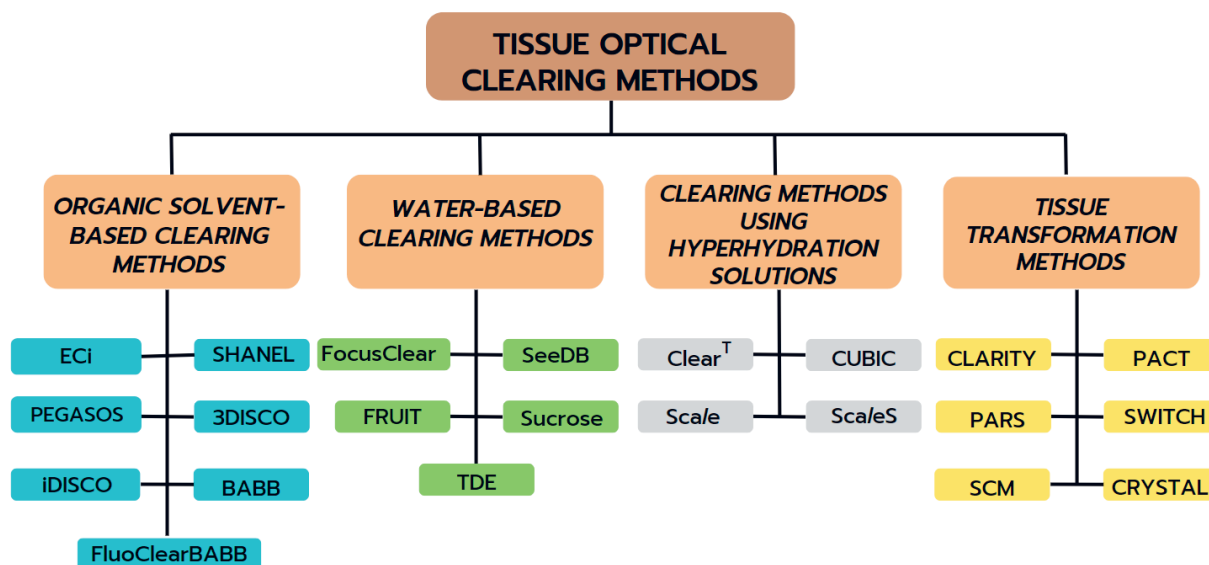 TISSUE OPTICAL
CLEARING METHODS
ORGANIC SOLVENT-
BASED CLEARING
METHODS
WATER-BASED
CLEARING METHODS
CLEARING METHODS
USING
HYPERHYDRATION
SOLUTIONS
TISSUE
TRANSFORMATION
METHODS
ECi
SHANEL
PEGASOS
3DISCO
iDISCO
BABB
FluoClearBABB
FocusClear
SeeDB
FRUIT
Sucrose
TDE
Clearᵀ
CUBIC
Scale
ScaleS
CLARITY
PACT
PARS
SWITCH
SCM
CRYSTAL